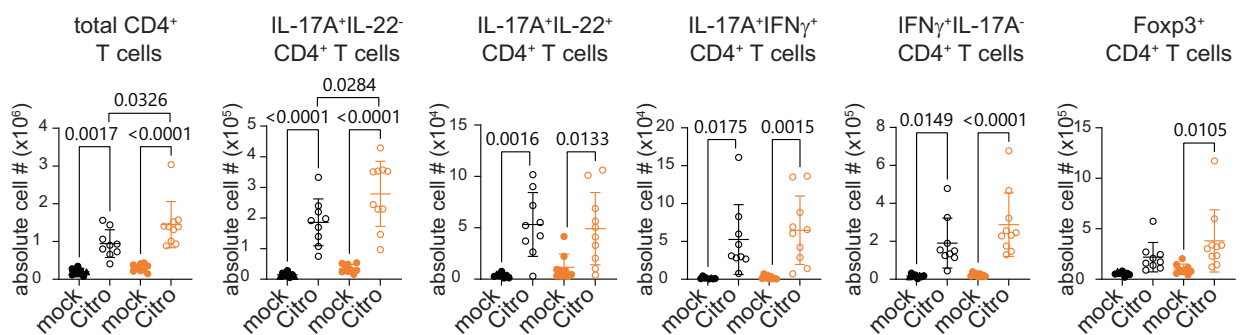 total CD4⁺
T cells
IL-17A⁺IL-22⁻
CD4⁺ T cells
IL-17A⁺IL-22⁺
CD4⁺ T cells
IL-17A⁺IFNγ⁺
CD4⁺ T cells
IFNγ⁺IL-17A⁻
CD4⁺ T cells
Foxp3⁺
CD4⁺ T cells
absolute cell # (x10⁶)
0.0326
0.0017
<0.0001
4
3
2
1
0
mock
Citro
mock
Citro
absolute cell # (x10⁵)
0.0284
<0.0001
<0.0001
5
4
3
2
1
0
mock
Citro
mock
Citro
absolute cell # (x10⁴)
0.0016
0.0133
10
5
0
mock
Citro
mock
Citro
absolute cell # (x10⁴)
0.0175
0.0015
20
15
10
5
0
mock
Citro
mock
Citro
absolute cell # (x10⁵)
0.0149
<0.0001
8
6
4
2
0
mock
Citro
mock
Citro
absolute cell # (x10⁵)
0.0105
15
10
5
0
mock
Citro
mock
Citro